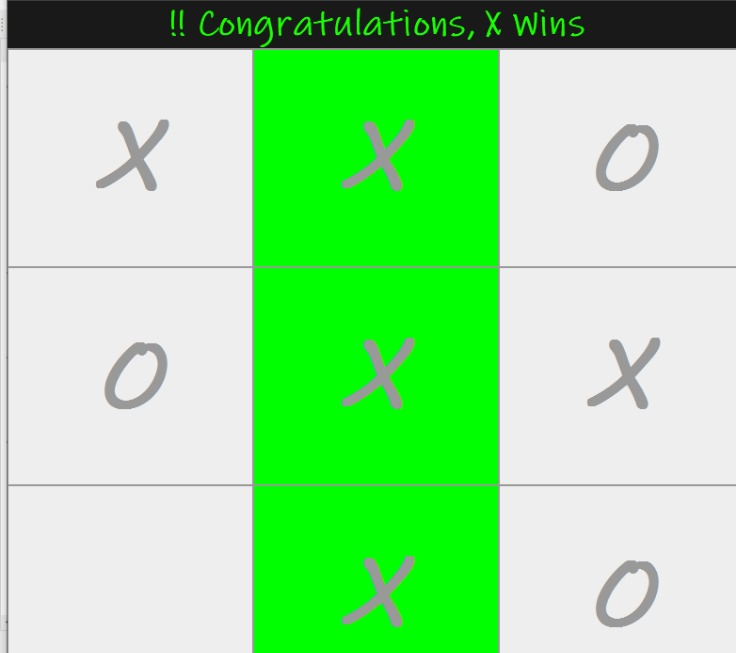 !! Congratulations, X Wins
X X O
O X X
X O